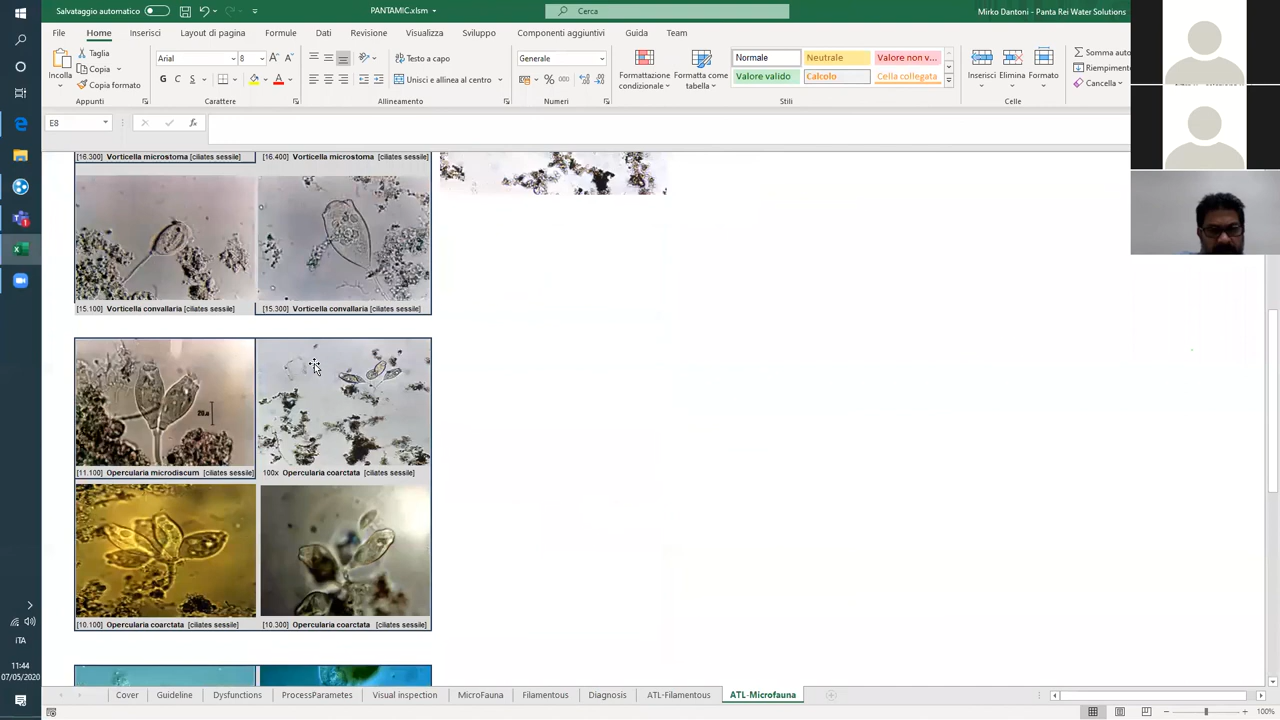 Salvataggio automatico PANTAMIC.xlsm Cerca Mirko Dantoni - Panta Rei Water Solutions
File Home Inserisci Layout di pagina Formule Dati Revisione Visualizza Sviluppo Componenti aggiuntivi Guida Team
Incolla
Taglia
Copia
Copia formato
Appunti
Arial 8
G C S
Carattere
Testo a capo
Unisci e allinea al centro
Allineamento
Generale
Numeri
Formattazione condizionale
Formatta come tabella
Normale Neutrale Valore non v...
Valore valido Calcolo Cella collegata
Stili
Inserisci Elimina Formato
Celle
Somma auto
Riempimento
Cancella
E8
[16.300] Vorticella microstoma [ciliates sessile] [16.400] Vorticella microstoma [ciliates sessile]
[15.100] Vorticella convallaria [ciliates sessile] [15.300] Vorticella convallaria [ciliates sessile]
[11.100] Opercularia microdiscum [ciliates sessile] 100x Opercularia coarctata [ciliates sessile]
[10.100] Opercularia coarctata [ciliates sessile] [10.300] Opercularia coarctata [ciliates sessile]
Cover Guideline Dysfunctions ProcessParametes Visual inspection MicroFauna Filamentous Diagnosis ATL-Filamentous ATL-Microfauna
100%
ITA
11:44
07/05/2020